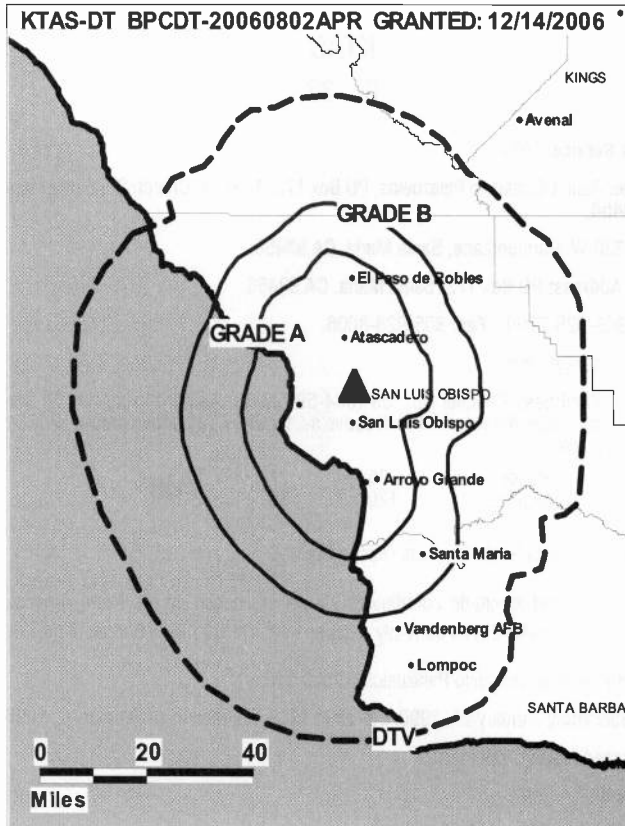 KTAS-DT BPCDT-20060802APR GRANTED: 12/14/2006 *
KINGS
Avenal
GRADE B
El Paso de Robles
GRADE A
Atascadero
SAN LUIS OBISPO
San Luis Obispo
Arroyo Grande
Santa Maria
Vandenberg AFB
Lompoc
SANTA BARBA
DTV
0 20 40
Miles